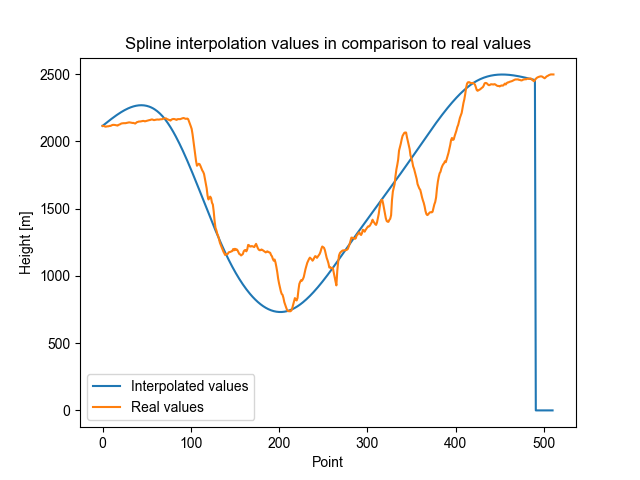 Spline interpolation values in comparison to real values
2500
2000
1500
1000
500
0
Height [m]
Interpolated values
Real values
0 100 200 300 400 500
Point